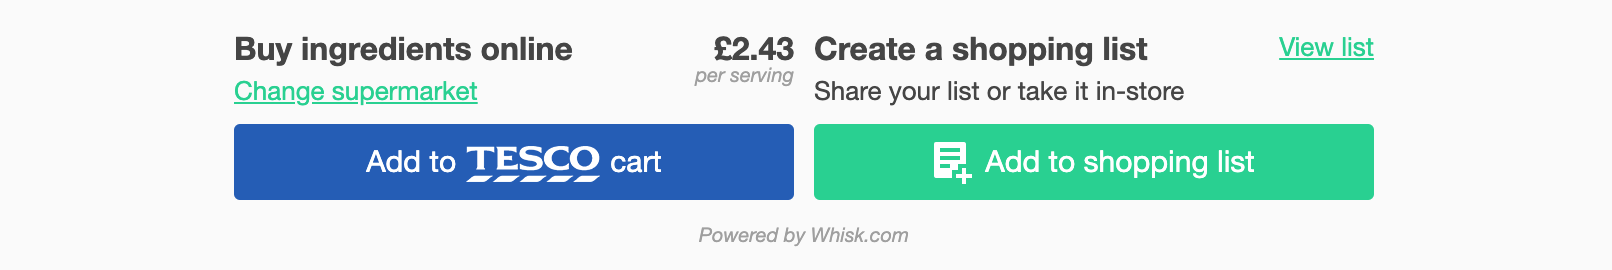 Buy ingredients online
£2.43
per serving
Change supermarket
Add to TESCO cart
Create a shopping list
View list
Share your list or take it in-store
Add to shopping list
Powered by Whisk.com